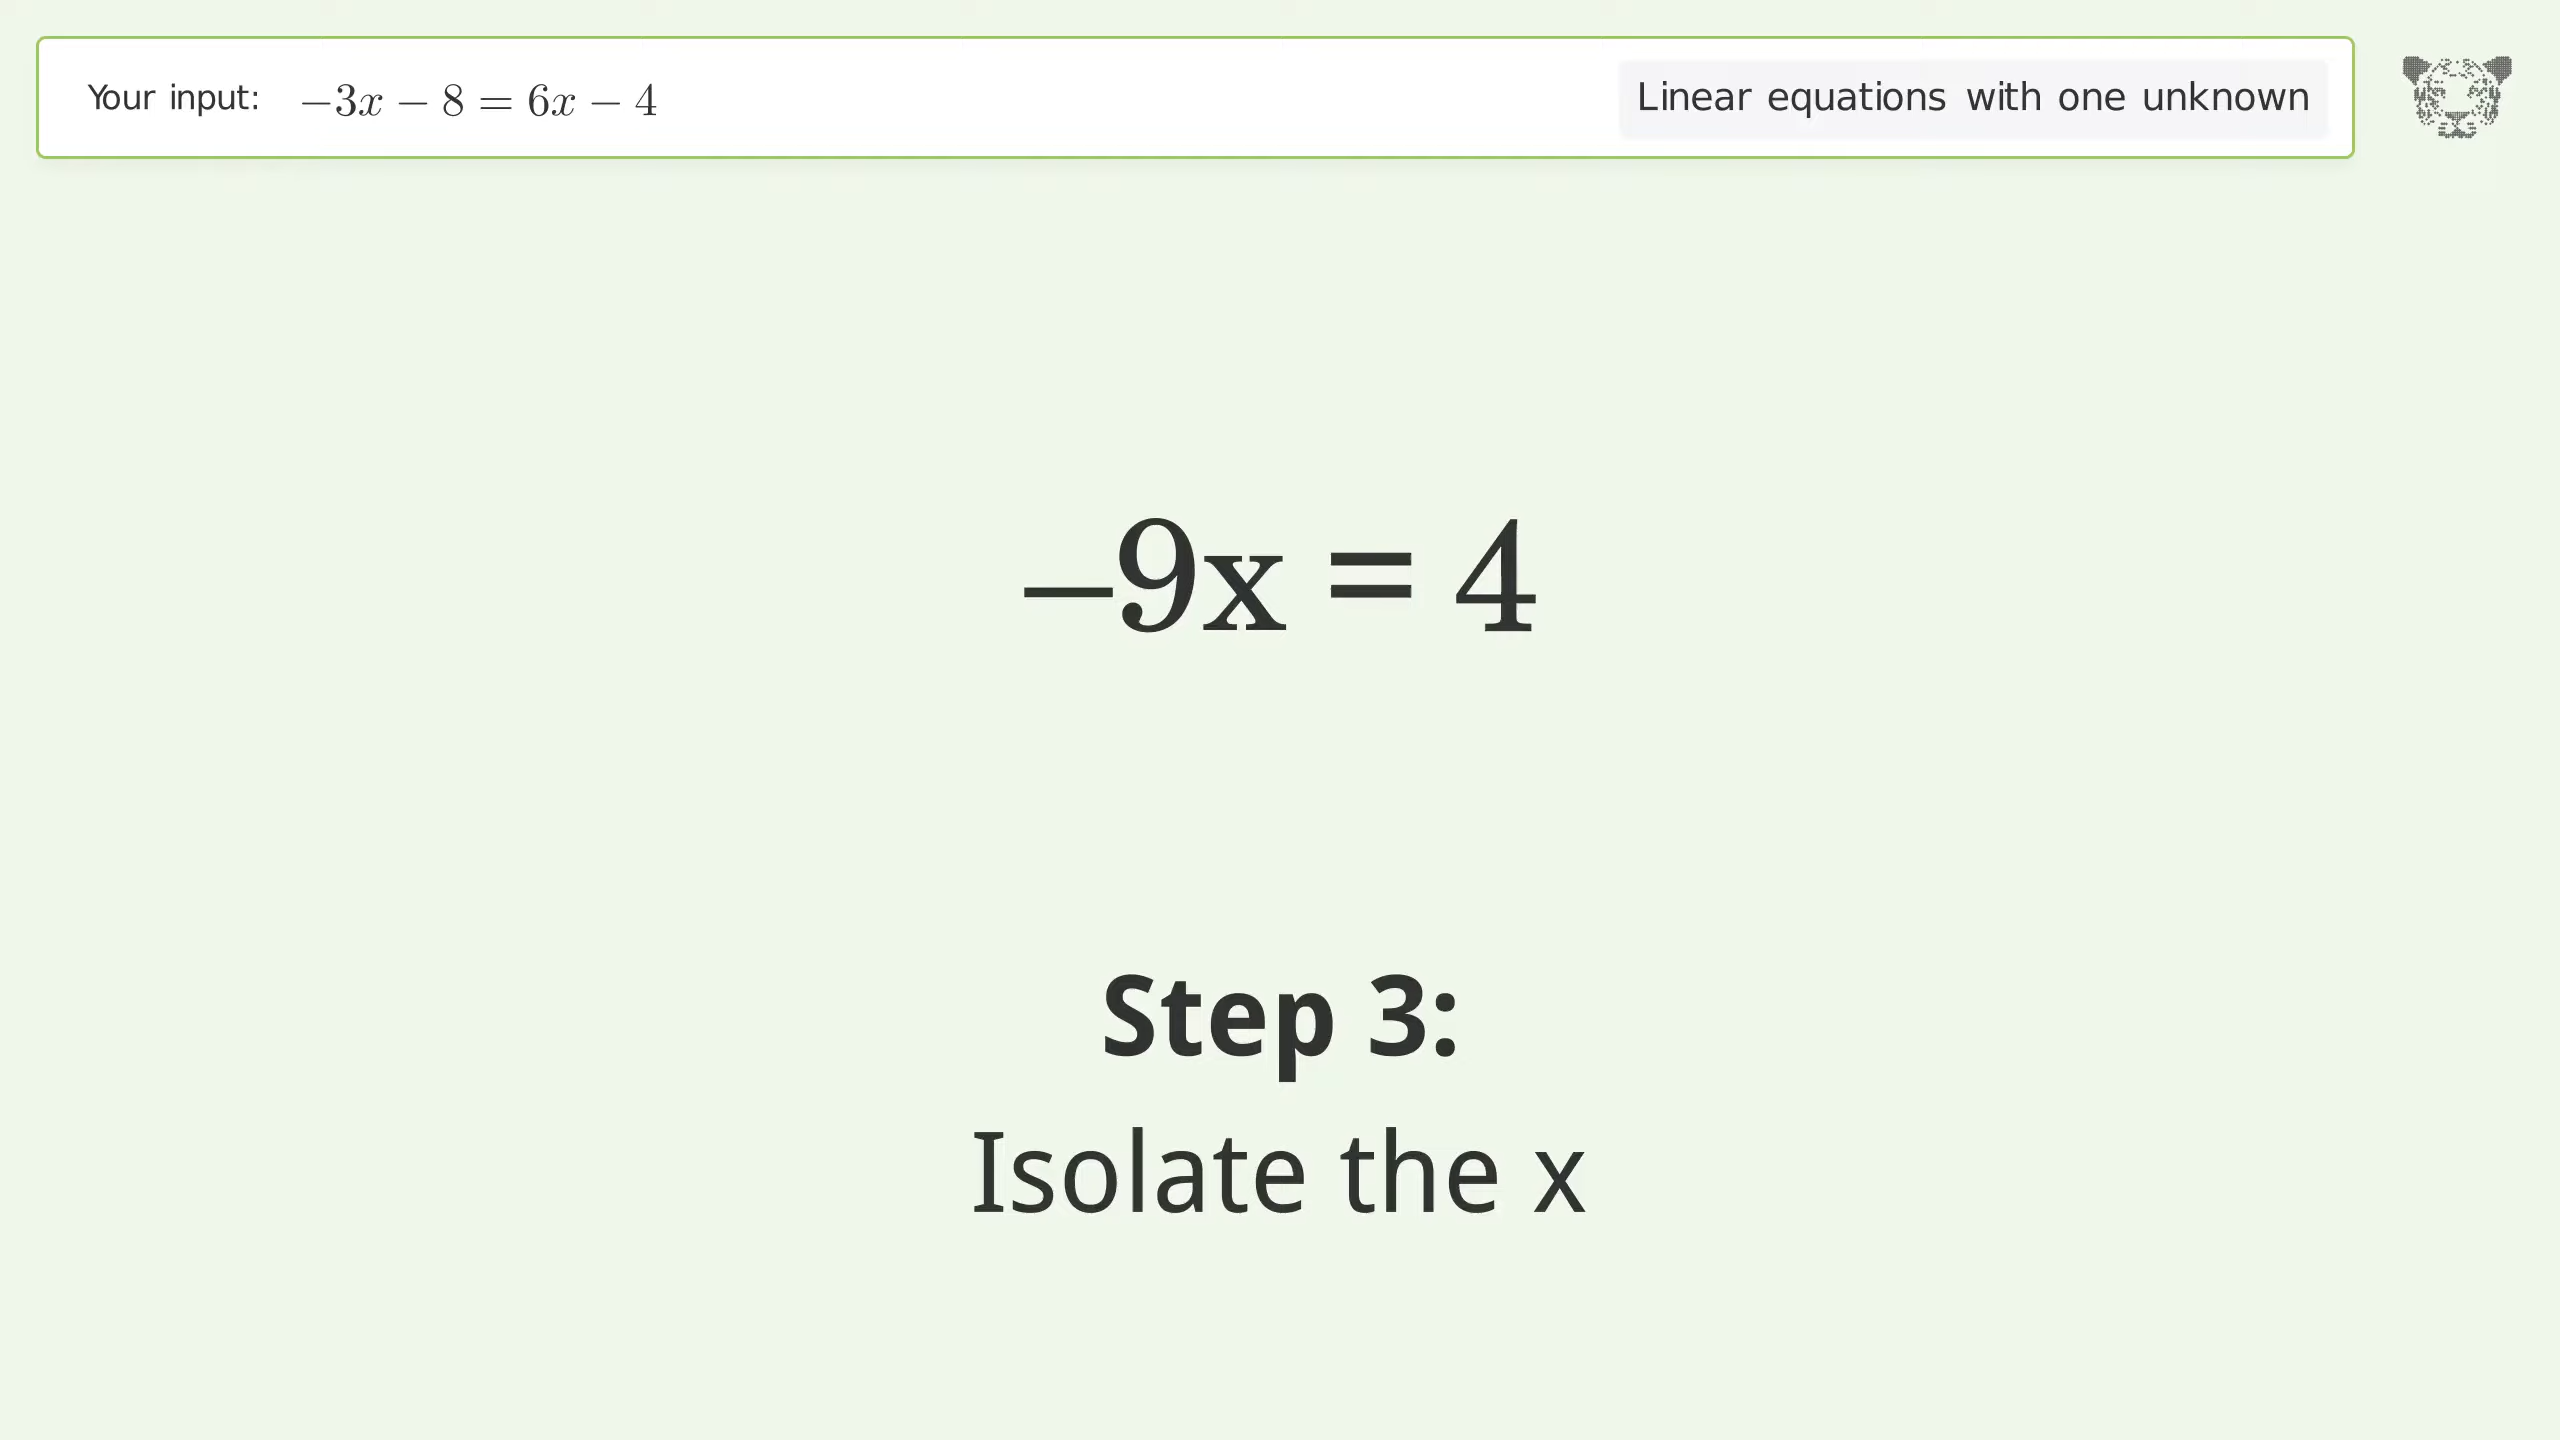 Your input: −3x − 8 = 6x − 4
Linear equations with one unknown
−9x = 4
Step 3:
Isolate the x